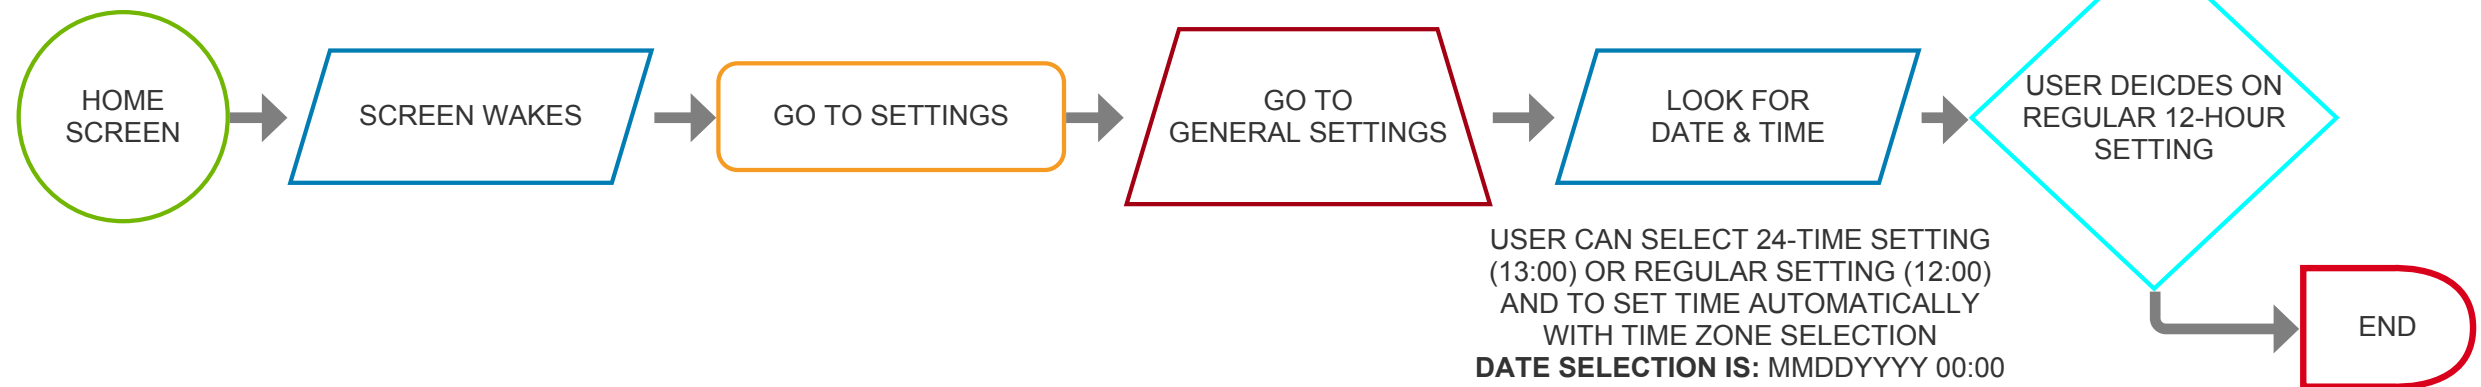 HOME
SCREEN
SCREEN WAKES
GO TO SETTINGS
GO TO
GENERAL SETTINGS
LOOK FOR
DATE & TIME
USER DEICDES ON
REGULAR 12-HOUR
SETTING
USER CAN SELECT 24-TIME SETTING
(13:00) OR REGULAR SETTING (12:00)
AND TO SET TIME AUTOMATICALLY
WITH TIME ZONE SELECTION
DATE SELECTION IS: MMDDYYYY 00:00
END